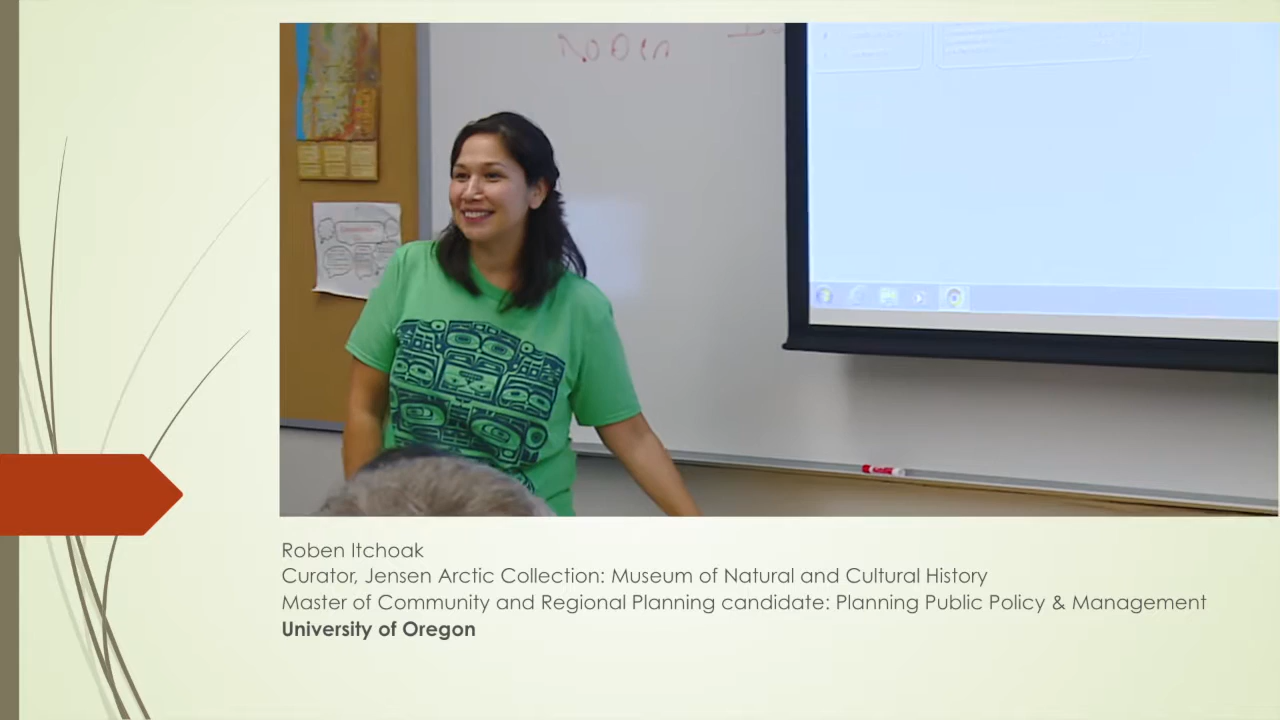 Roben
Roben Itchoak
Curator, Jensen Arctic Collection: Museum of Natural and Cultural History
Master of Community and Regional Planning candidate: Planning Public Policy & Management
University of Oregon